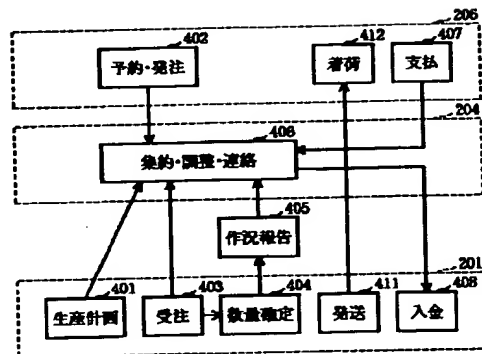 206
402
予約・発注
412
着荷
407
支払
204
406
集約・調整・連絡
405
作況報告
201
401
生産計画
403
受注
404
数量確定
411
発送
408
入金